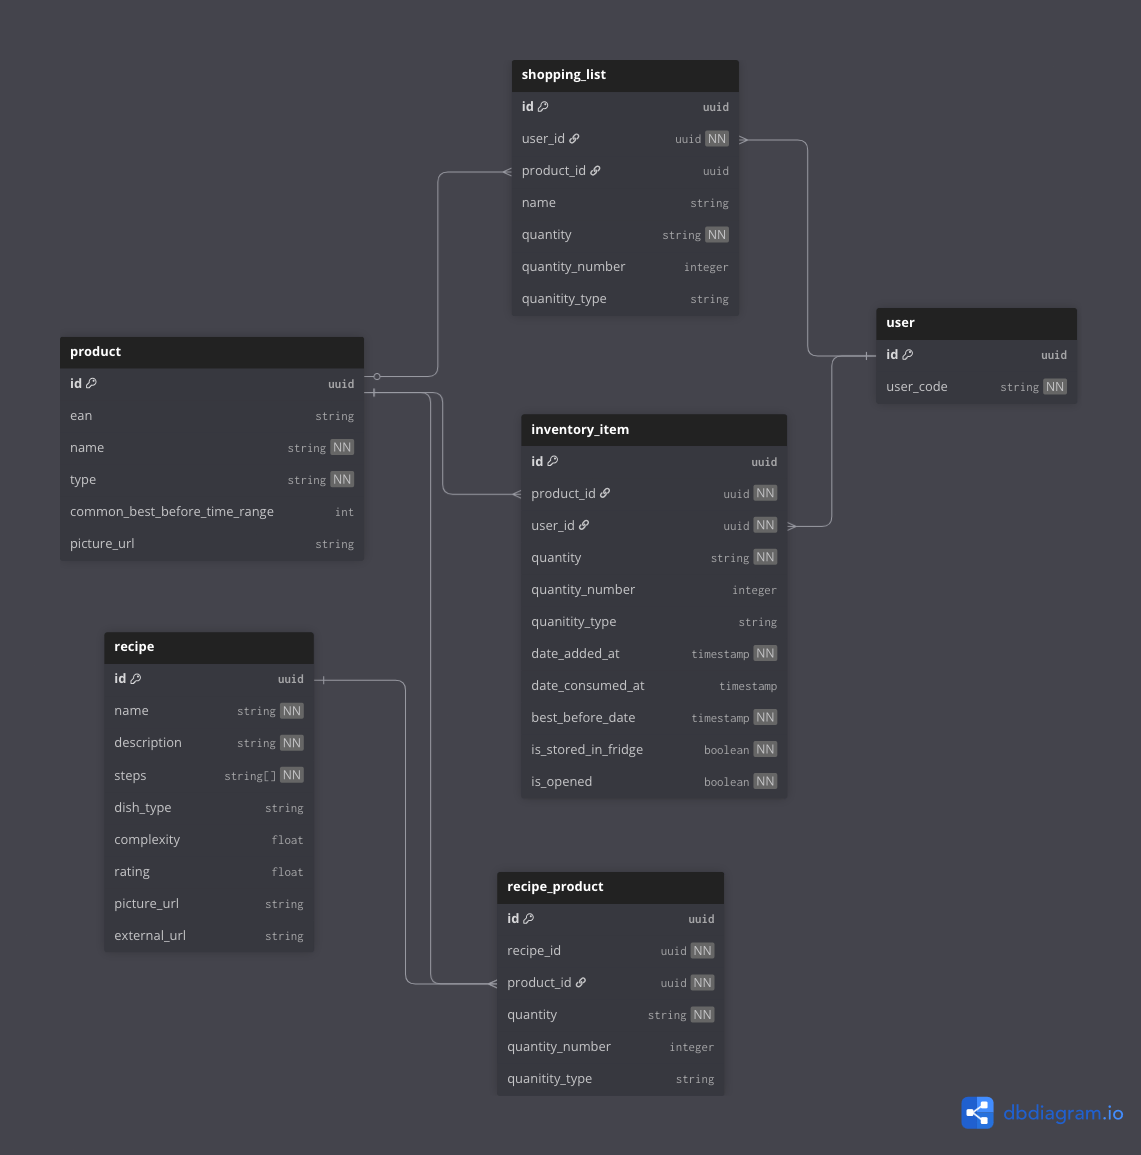 shopping_list
id uuid
user_id uuid NN
product_id uuid
name string
quantity string NN
quantity_number integer
quanitity_type string
product
id uuid
ean string
name string NN
type string NN
common_best_before_time_range int
picture_url string
user
id uuid
user_code string NN
inventory_item
id uuid
product_id uuid NN
user_id uuid NN
quantity string NN
quantity_number integer
quanitity_type string
date_added_at timestamp NN
date_consumed_at timestamp
best_before_date timestamp NN
is_stored_in_fridge boolean NN
is_opened boolean NN
recipe
id uuid
name string NN
description string NN
steps string[] NN
dish_type string
complexity float
rating float
picture_url string
external_url string
recipe_product
id uuid
recipe_id uuid NN
product_id uuid NN
quantity string NN
quantity_number integer
quanitity_type string
dbdiagram.io